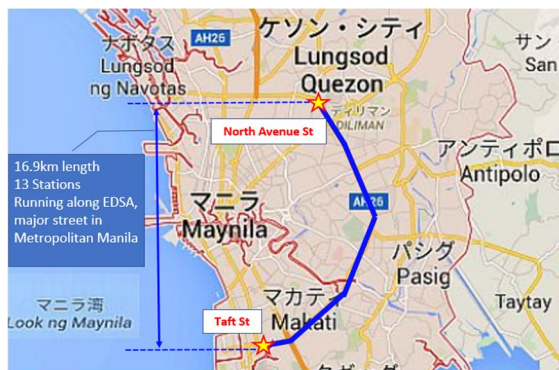 ケソン・シティ
Lungsod
Quezon
ナボタス
Lungsod
ng Navotas
AH26
サン
San
ディリマン
DILIMAN
North Avenue St
16.9km length
13 Stations
Running along EDSA,
major street in
Metropolitan Manila
アンティポロ
Antipolo
マニラ
Maynila
AH26
パシグ
Pasig
マニラ湾
Look ng Maynila
マカティ
Makati
Taytay
Taft St